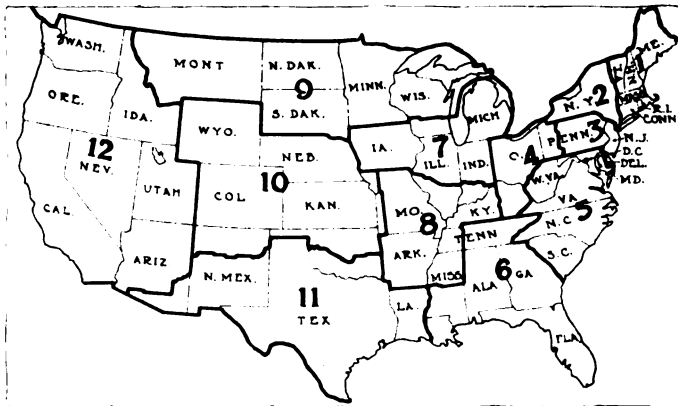 WASH.
MONT
N. DAK.
MINN.
ME.
VT.
N.H.
1
ORE.
IDA.
9
S. DAK.
WIS.
MICH
N.Y.
2
MASS
R.I.
CONN
WYO.
IA.
7
ILL.
IND.
O.
4
PENN.
3
N.J.
D.C
DEL.
MD.
12
NEV.
NEB.
10
UTAH
COL
KAN.
MO.
8
KY.
W.VA.
VA.
5
N.C
CAL.
ARIZ
N. MEX.
ARK.
TENN
S.C.
11
TEX
MISS
6
ALA
GA
LA.
FLA.